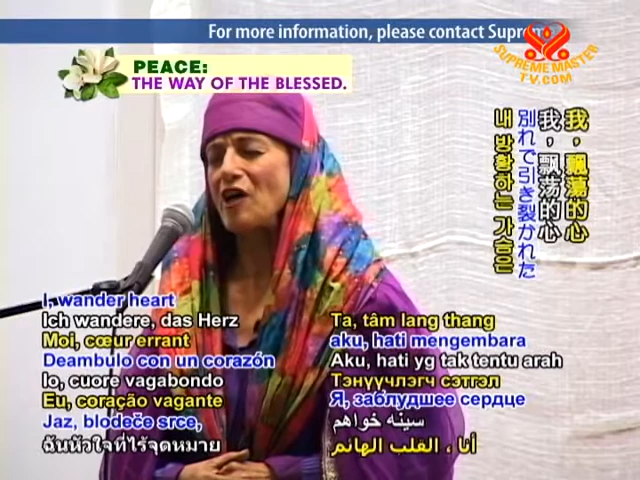 For more information, please contact Suprem
SUPREME MASTER
TV.COM
PEACE:
THE WAY OF THE BLESSED.
我，飄蕩的心
我，飘荡的心
別れで引き裂かれた
내 방황하는 가슴은
I, wander heart
Ich wandere, das Herz
Moi, cœur errant
Deambulo con un corazón
Io, cuore vagabondo
Eu, coração vagante
Jaz, blodeče srce,
ฉันหัวใจที่ไร้จุดหมาย
Ta, tâm lang thang
aku, hati mengembara
Aku, hati yg tak tentu arah
Тэнүүчлэгч сэтгэл
Я, заблудшее сердце
سینه خواهم
أنا ، القلب الهائم